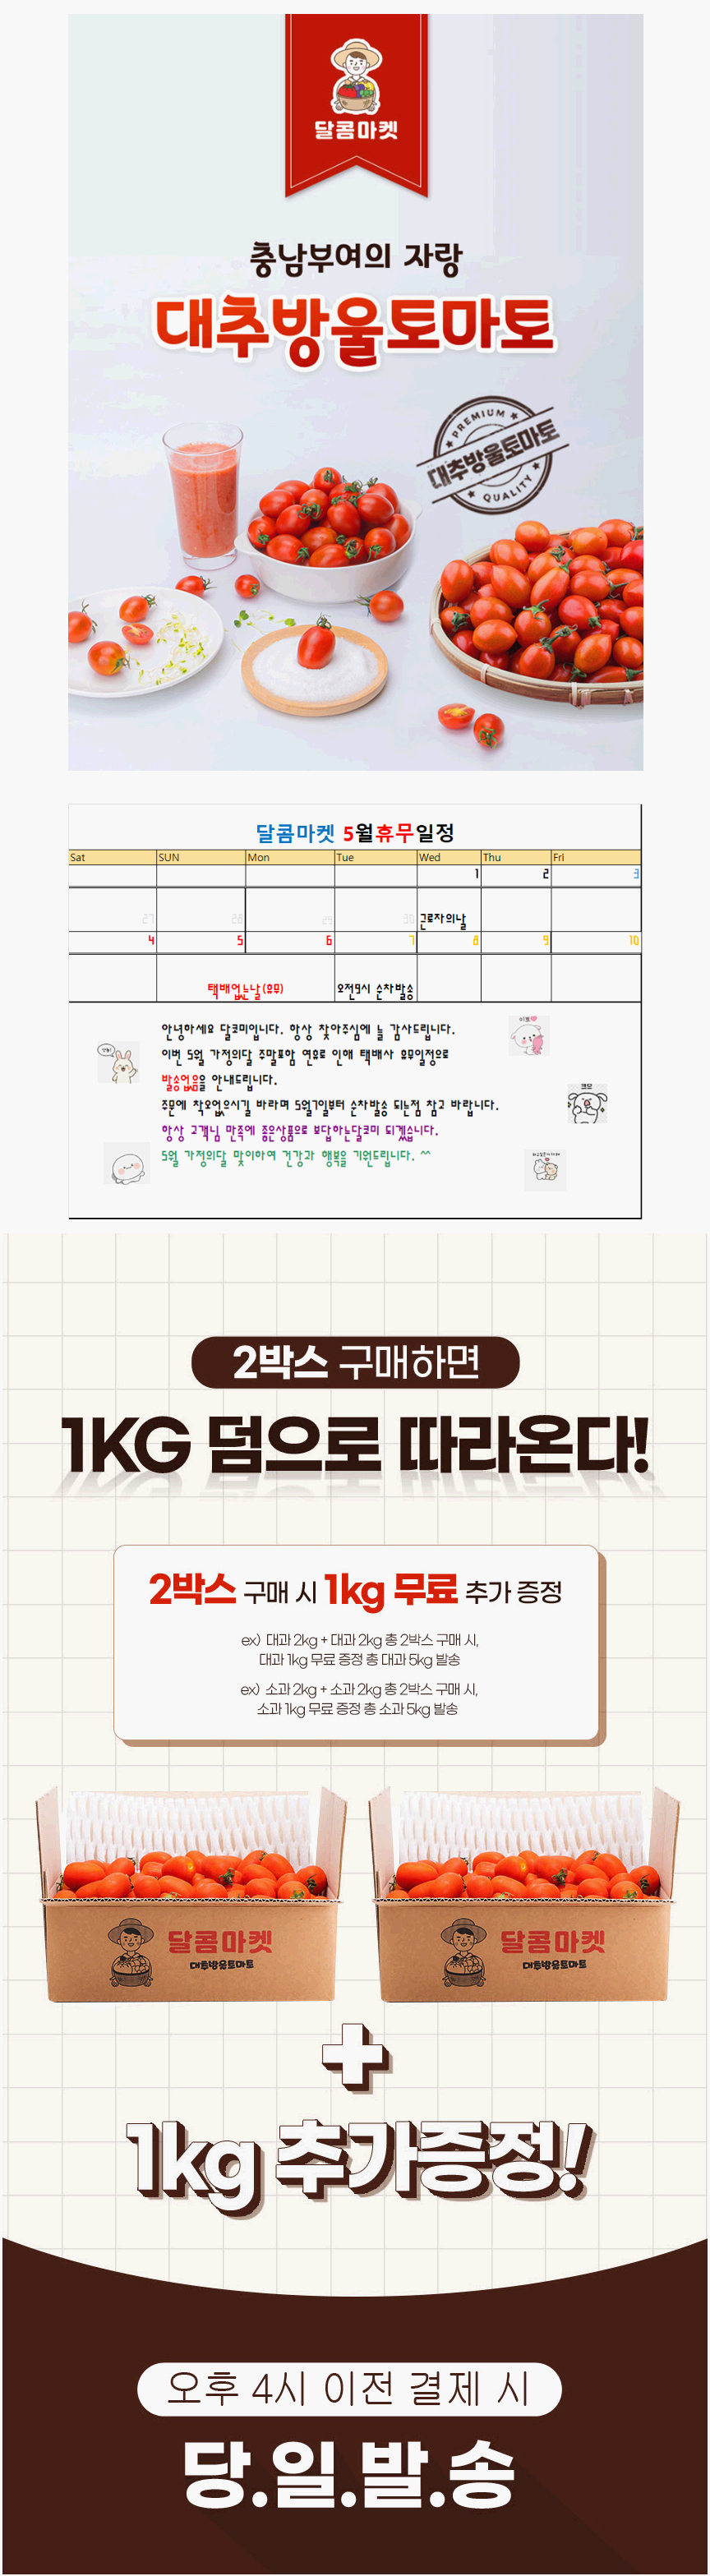 달콤마켓
충남부여의 자랑
대추방울토마토
PREMIUM
대추방울토마토
QUALITY
달콤마켓 5월휴무일정
Sat SUN Mon Tue Wed Thu Fri
1 2 3
27 28 29 30 근로자의날
4 5 6 7 8 9 10
택배없는날(휴무) 오전9시 순차발송
안녕하세요 달코미입니다. 항상 찾아주심에 늘 감사드립니다.
이번 5월 가정의달 주말포함 연휴로 인해 택배사 휴무일정으로
발송없음을 안내드립니다.
주문에 착오없으시길 바라며 5월7일부터 순차발송 되는점 참고 바랍니다.
항상 고객님 만족에 좋은상품으로 보답하는달코미 되겠습니다.
5월 가정의달 맞이하여 건강과 행복을 기원드립니다. ^^
2박스 구매하면
1KG 덤으로 따라온다!
2박스 구매 시 1kg 무료 추가 증정
ex) 대과 2kg + 대과 2kg 총 2박스 구매 시,
대과 1kg 무료 증정 총 대과 5kg 발송
ex) 소과 2kg + 소과 2kg 총 2박스 구매 시,
소과 1kg 무료 증정 총 소과 5kg 발송
달콤마켓 달콤마켓
대추방울토마토 대추방울토마토
+
1kg 추가증정!
오후 4시 이전 결제 시
당.일.발.송